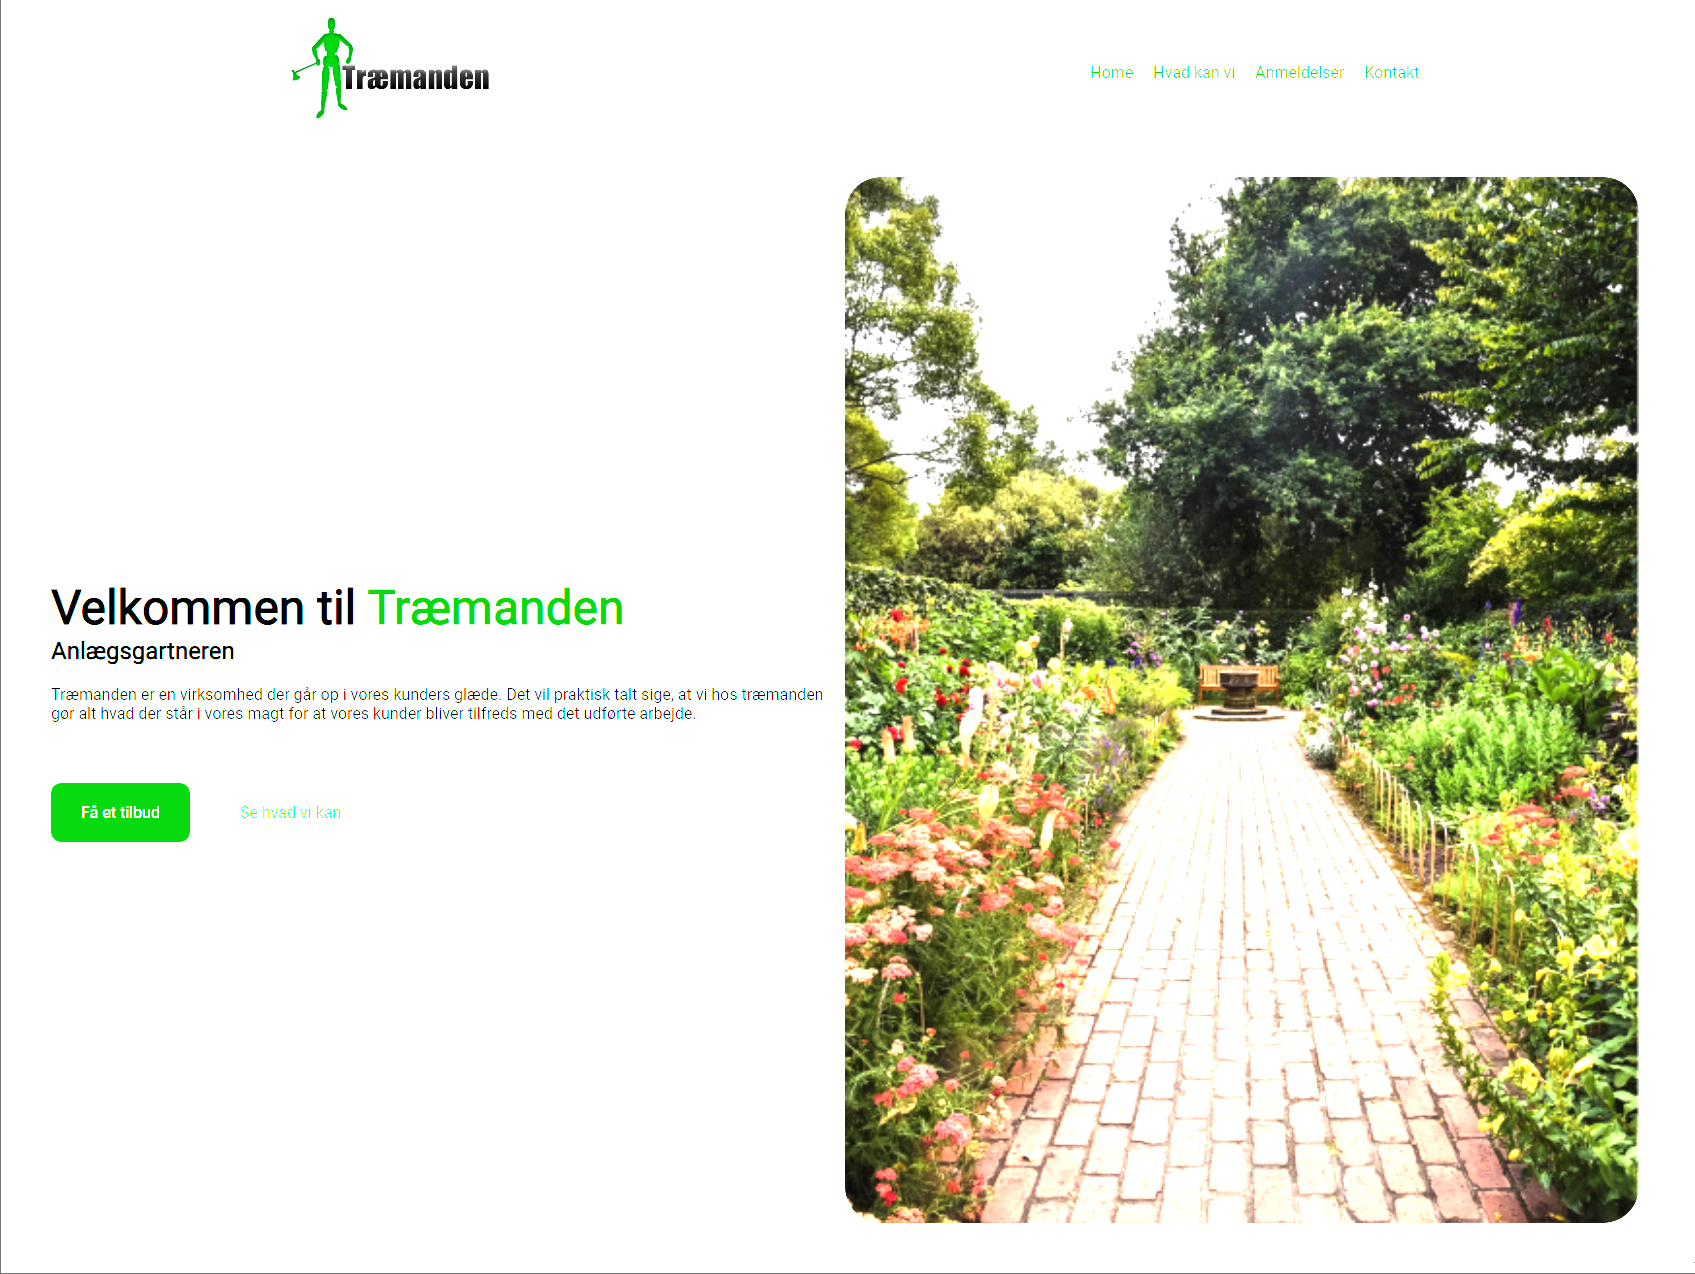 Træmanden
Home Hvad kan vi Anmeldelser Kontakt
Velkommen til Træmanden
Anlægsgartneren
Træmanden er en virksomhed der går op i vores kunders glæde. Det vil praktisk talt sige, at vi hos træmanden
gør alt hvad der står i vores magt for at vores kunder bliver tilfreds med det udførte arbejde.
Få et tilbud Se hvad vi kan